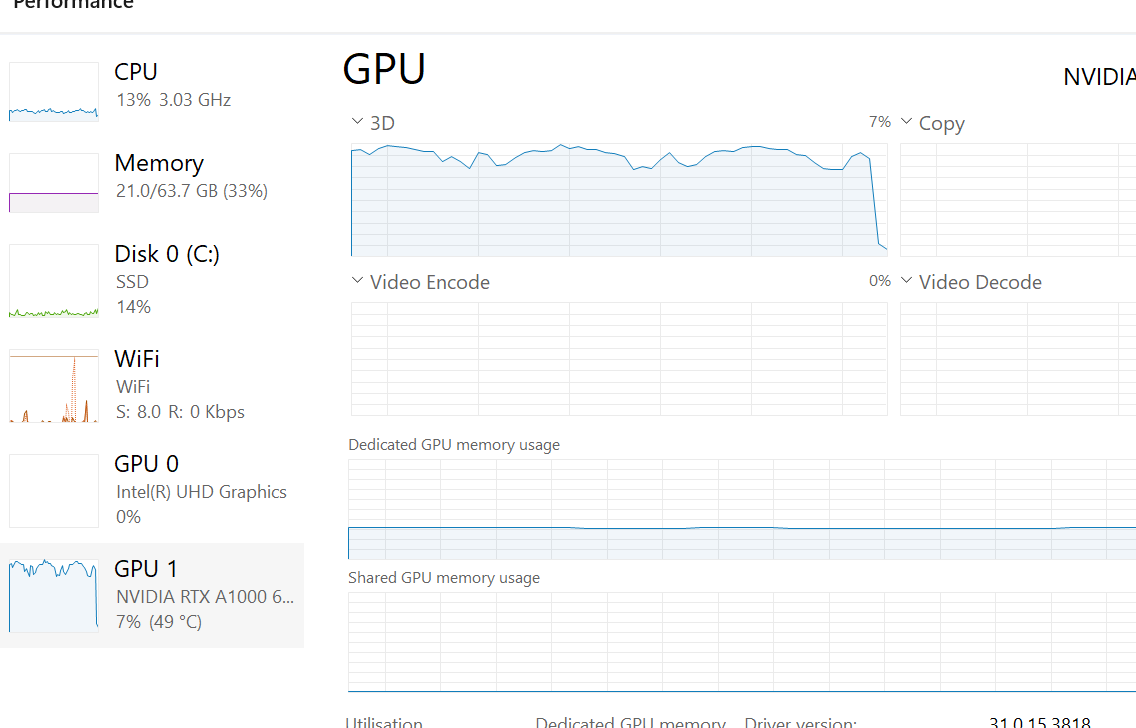 Performance
CPU
13% 3.03 GHz
Memory
21.0/63.7 GB (33%)
Disk 0 (C:)
SSD
14%
WiFi
WiFi
S: 8.0 R: 0 Kbps
GPU 0
Intel(R) UHD Graphics
0%
GPU 1
NVIDIA RTX A1000 6...
7% (49 °C)
GPU
NVIDIA
3D 7%
Copy
Video Encode 0%
Video Decode
Dedicated GPU memory usage
Shared GPU memory usage
Utilisation Dedicated GPU memory Driver version: 31.0.15.3818